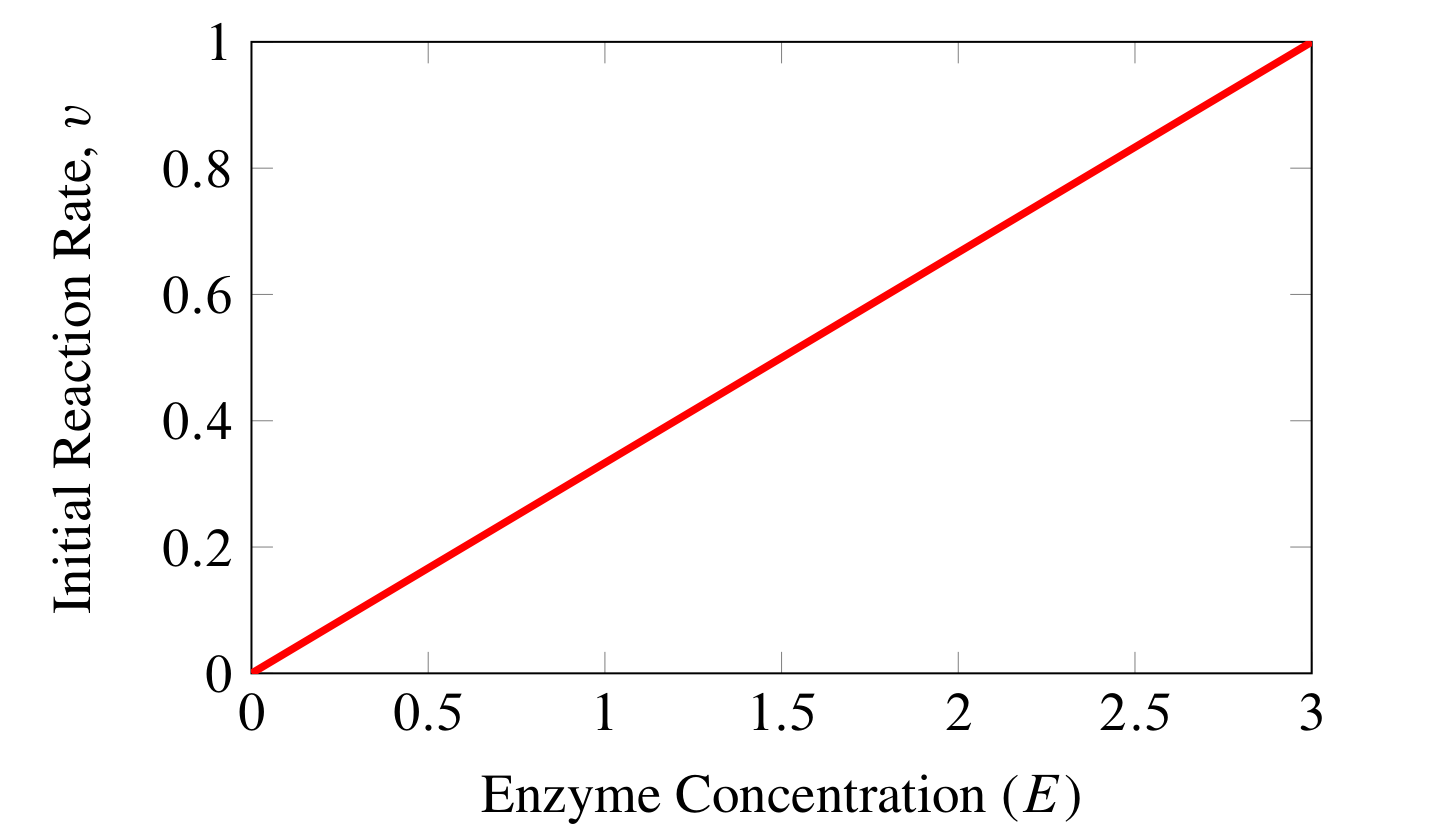 Initial Reaction Rate, v
1
0.8
0.6
0.4
0.2
0
0 0.5 1 1.5 2 2.5 3
Enzyme Concentration (E)